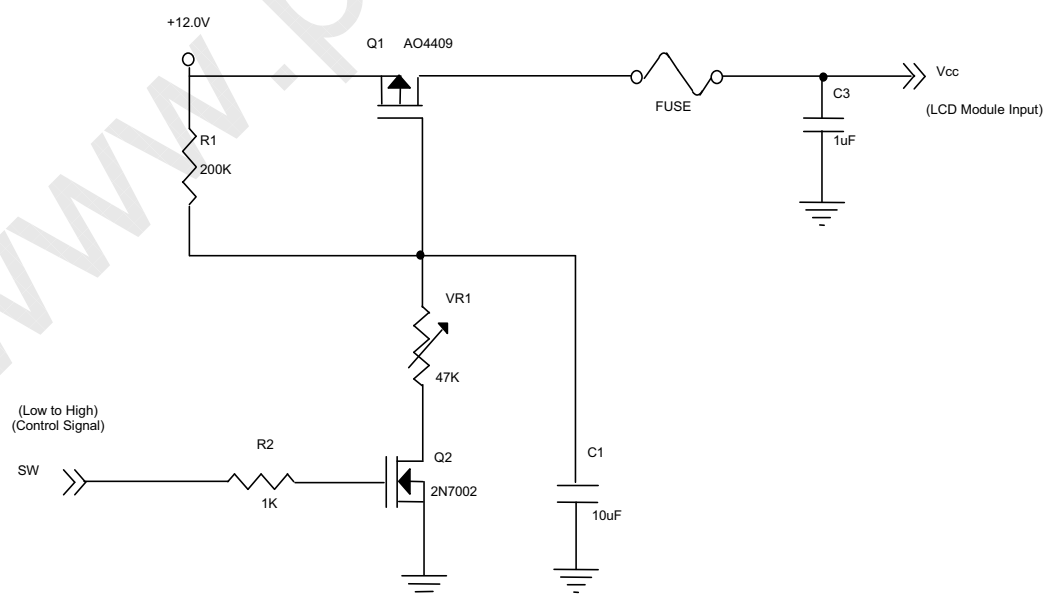 +12.0V
Q1 AO4409
Vcc
FUSE
C3
(LCD Module Input)
R1
1uF
200K
VR1
47K
(Low to High)
(Control Signal)
R2
C1
Q2
SW
2N7002
1K
10uF
www.p